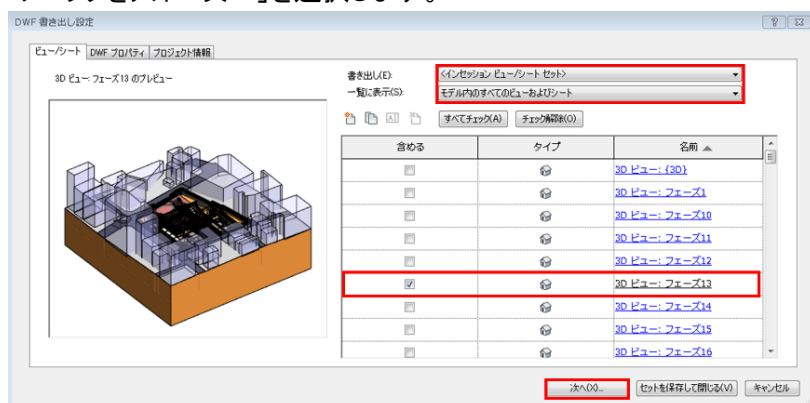 DWF 書き出し設定
ビュー/シート DWF プロパティ プロジェクト情報
3D ビュー: フェーズ13 のプレビュー
書き出し(E): <インセッション ビュー/シート セット>
一覧に表示(S): モデル内のすべてのビューおよびシート
すべてチェック(A) チェック解除(O)
含める タイプ 名前
3D ビュー: {3D}
3D ビュー: フェーズ1
3D ビュー: フェーズ10
3D ビュー: フェーズ11
3D ビュー: フェーズ12
3D ビュー: フェーズ13
3D ビュー: フェーズ14
3D ビュー: フェーズ15
3D ビュー: フェーズ16
次へ(X)... セットを保存して閉じる(V) キャンセル